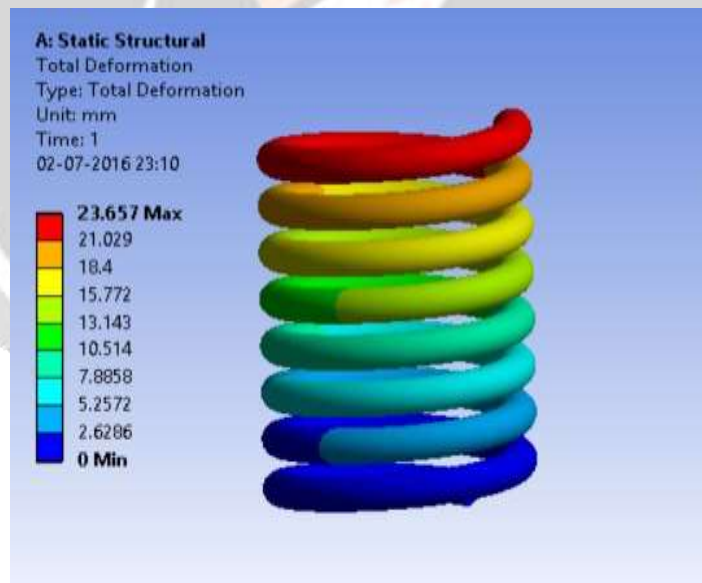 A: Static Structural
Total Deformation
Type: Total Deformation
Unit: mm
Time: 1
02-07-2016 23:10
23.657 Max
21.029
18.4
15.772
13.143
10.514
7.8858
5.2572
2.6286
0 Min